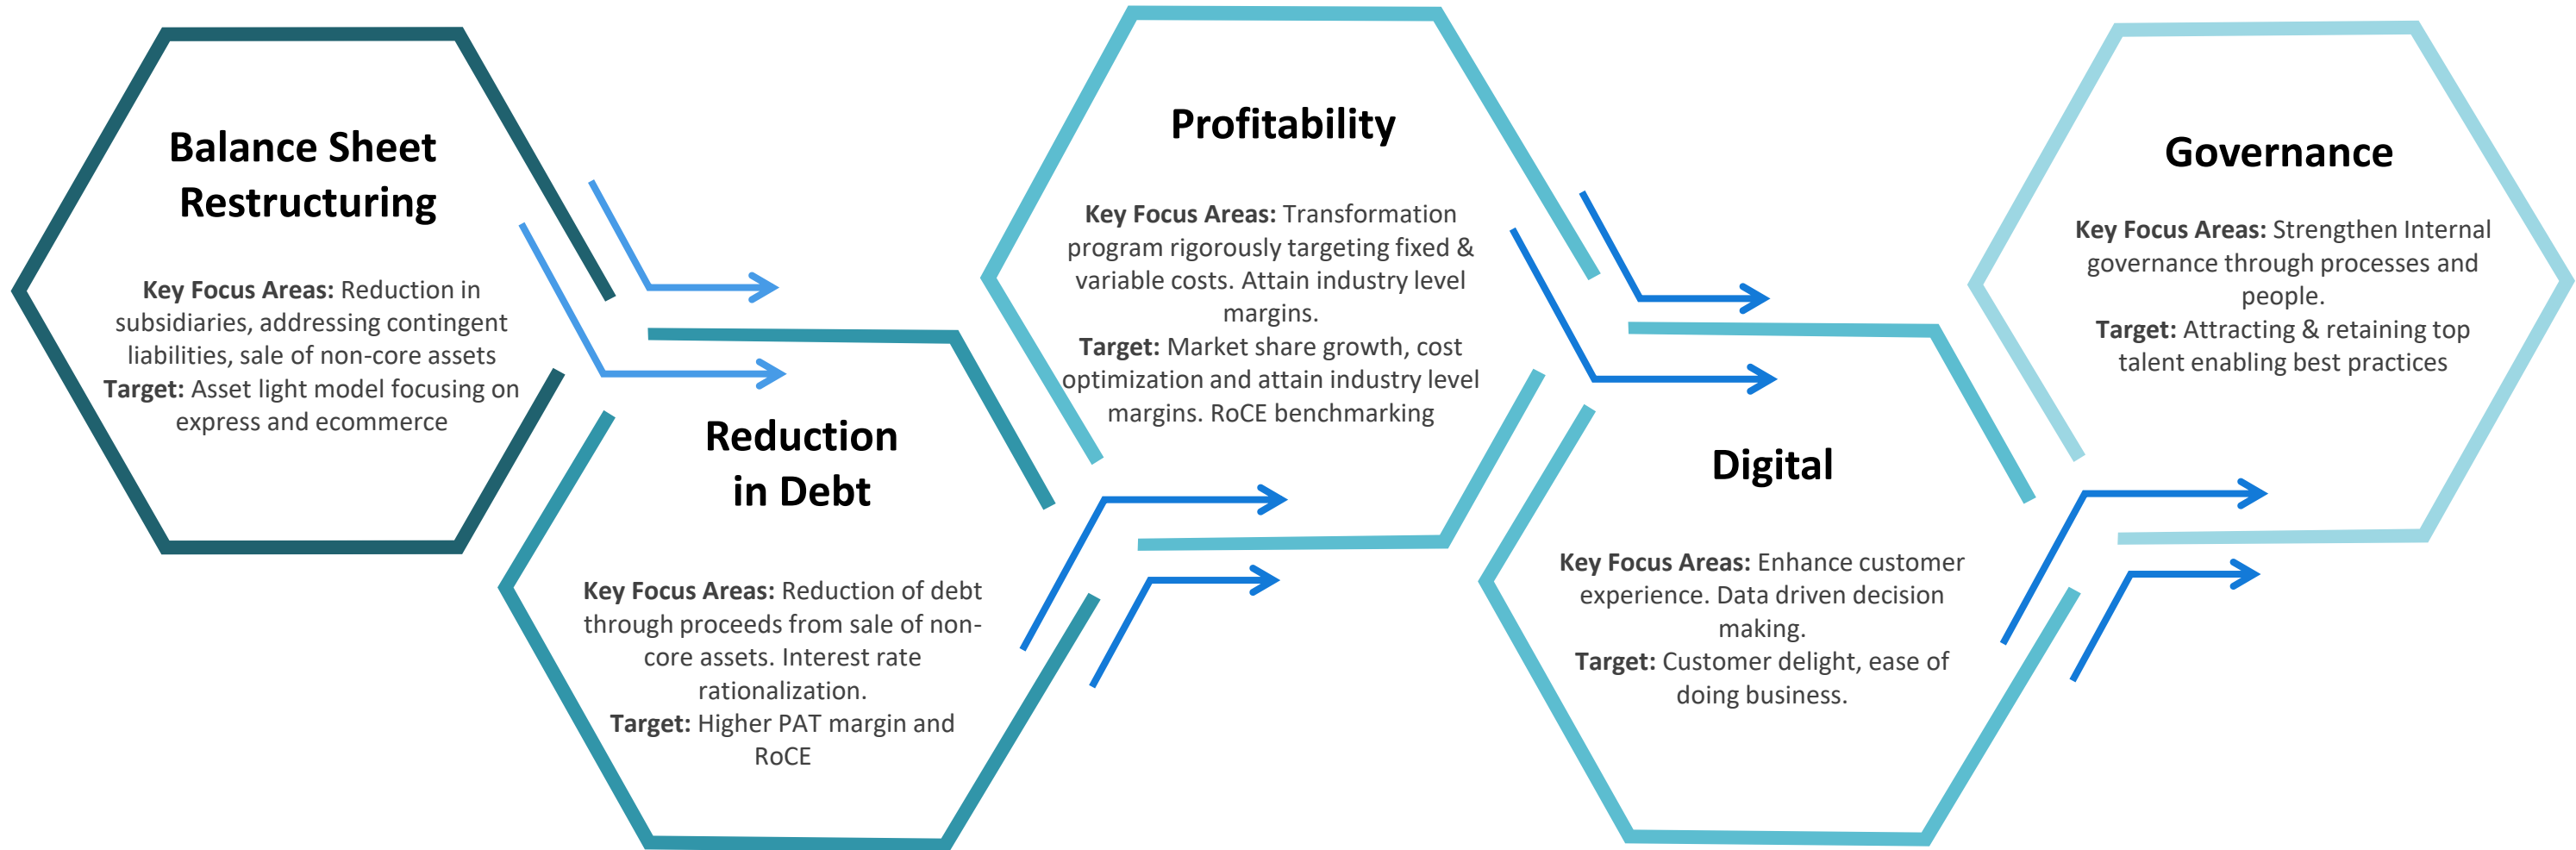 Balance Sheet
Restructuring
Key Focus Areas: Reduction in
subsidiaries, addressing contingent
liabilities, sale of non-core assets
Target: Asset light model focusing on
express and ecommerce
Reduction
in Debt
Key Focus Areas: Reduction of debt
through proceeds from sale of non-
core assets. Interest rate
rationalization.
Target: Higher PAT margin and
RoCE
Profitability
Key Focus Areas: Transformation
program rigorously targeting fixed &
variable costs. Attain industry level
margins.
Target: Market share growth, cost
optimization and attain industry level
margins. RoCE benchmarking
Digital
Key Focus Areas: Enhance customer
experience. Data driven decision
making.
Target: Customer delight, ease of
doing business.
Governance
Key Focus Areas: Strengthen Internal
governance through processes and
people.
Target: Attracting & retaining top
talent enabling best practices